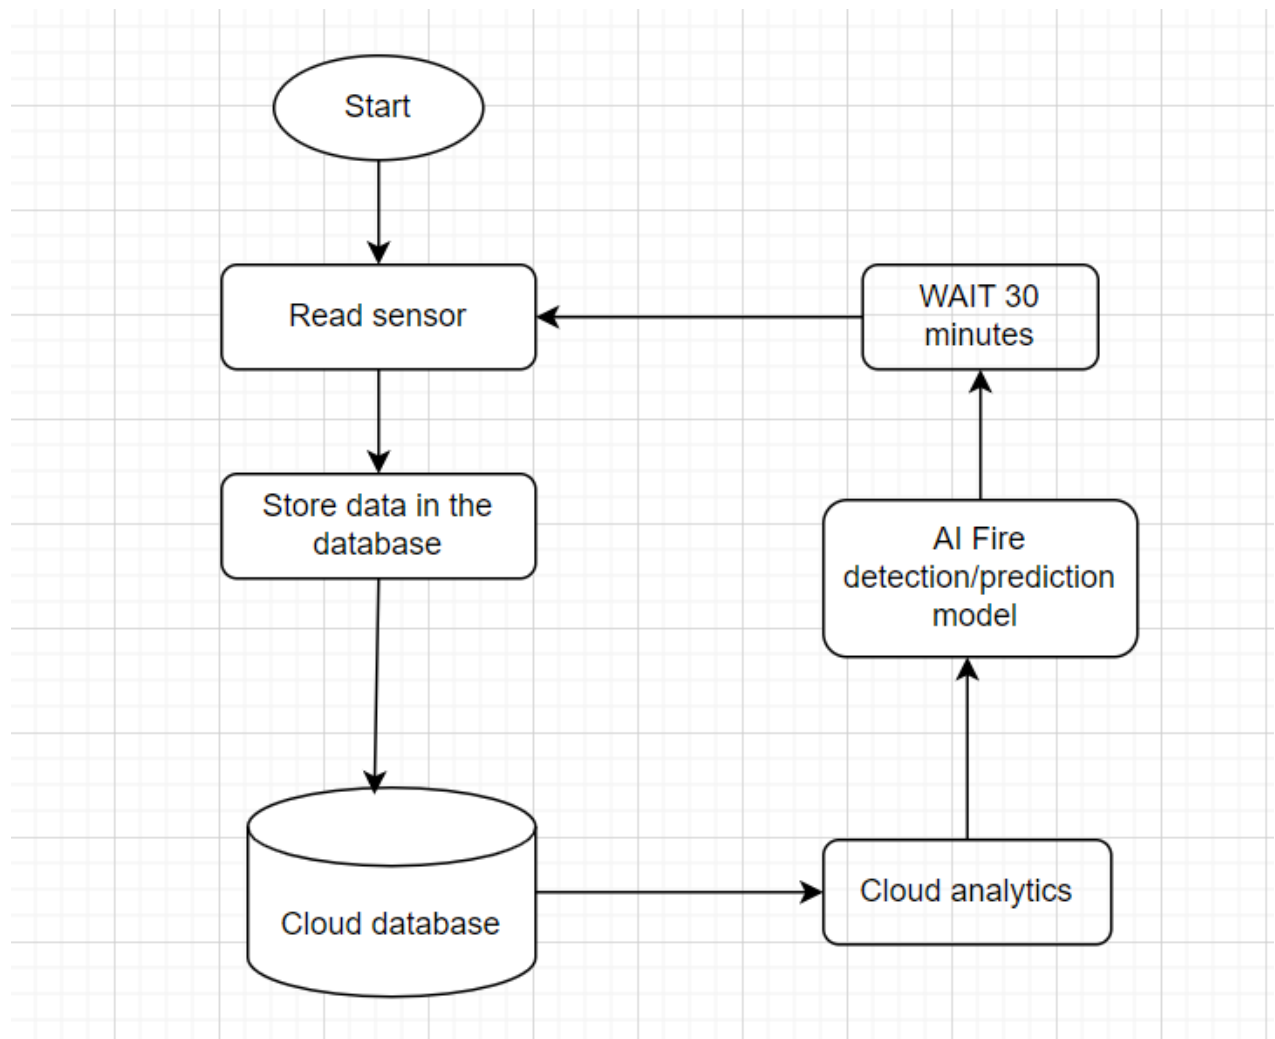 Start
Read sensor
WAIT 30
minutes
Store data in the
database
AI Fire
detection/prediction
model
Cloud database
Cloud analytics